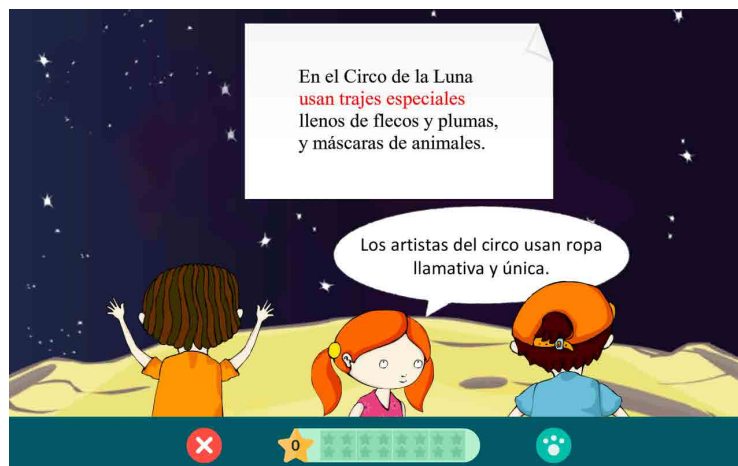 En el Circo de la Luna
usan trajes especiales
llenos de flecos y plumas,
y máscaras de animales.
Los artistas del circo usan ropa
llamativa y única.
0